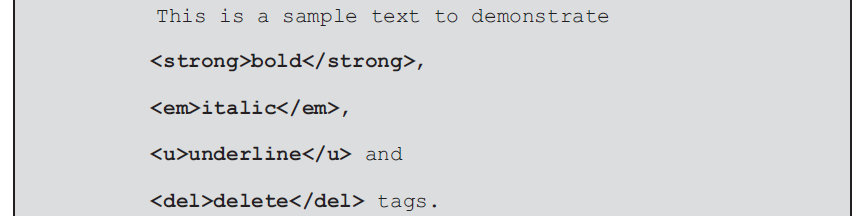 This is a sample text to demonstrate
<strong>bold</strong>,
<em>italic</em>,
<u>underline</u> and
<del>delete</del> tags.